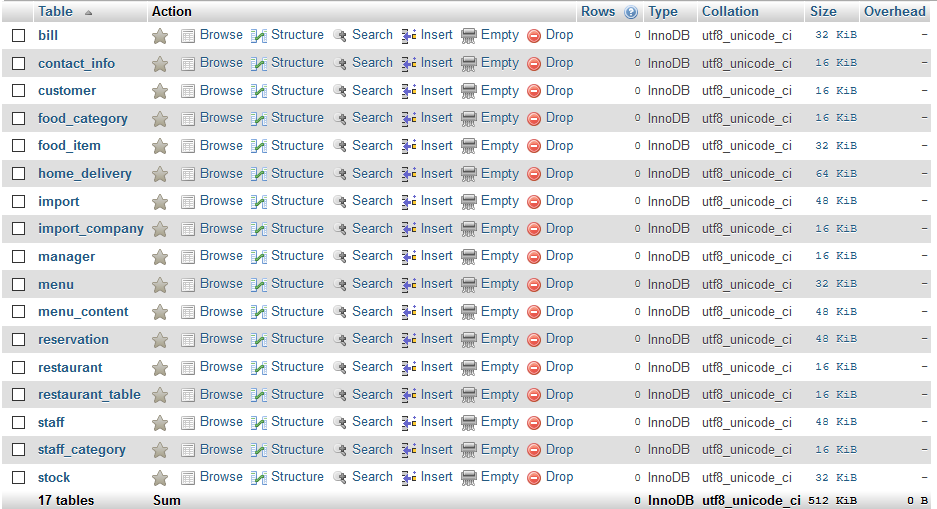 Table Action Rows Type Collation Size Overhead
bill Browse Structure Search Insert Empty Drop 0 InnoDB utf8_unicode_ci 32 KiB -
contact_info Browse Structure Search Insert Empty Drop 0 InnoDB utf8_unicode_ci 16 KiB -
customer Browse Structure Search Insert Empty Drop 0 InnoDB utf8_unicode_ci 16 KiB -
food_category Browse Structure Search Insert Empty Drop 0 InnoDB utf8_unicode_ci 16 KiB -
food_item Browse Structure Search Insert Empty Drop 0 InnoDB utf8_unicode_ci 32 KiB -
home_delivery Browse Structure Search Insert Empty Drop 0 InnoDB utf8_unicode_ci 64 KiB -
import Browse Structure Search Insert Empty Drop 0 InnoDB utf8_unicode_ci 48 KiB -
import_company Browse Structure Search Insert Empty Drop 0 InnoDB utf8_unicode_ci 16 KiB -
manager Browse Structure Search Insert Empty Drop 0 InnoDB utf8_unicode_ci 16 KiB -
menu Browse Structure Search Insert Empty Drop 0 InnoDB utf8_unicode_ci 32 KiB -
menu_content Browse Structure Search Insert Empty Drop 0 InnoDB utf8_unicode_ci 48 KiB -
reservation Browse Structure Search Insert Empty Drop 0 InnoDB utf8_unicode_ci 48 KiB -
restaurant Browse Structure Search Insert Empty Drop 0 InnoDB utf8_unicode_ci 16 KiB -
restaurant_table Browse Structure Search Insert Empty Drop 0 InnoDB utf8_unicode_ci 16 KiB -
staff Browse Structure Search Insert Empty Drop 0 InnoDB utf8_unicode_ci 48 KiB -
staff_category Browse Structure Search Insert Empty Drop 0 InnoDB utf8_unicode_ci 16 KiB -
stock Browse Structure Search Insert Empty Drop 0 InnoDB utf8_unicode_ci 32 KiB -
17 tables Sum 0 InnoDB utf8_unicode_ci 512 KiB 0 B